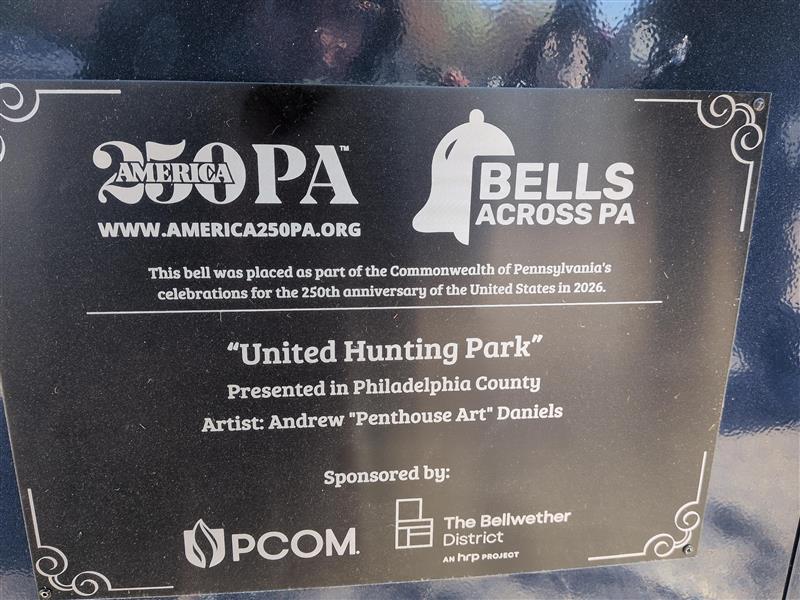 250PA™
AMERICA
WWW.AMERICA250PA.ORG
BELLS
ACROSS PA
This bell was placed as part of the Commonwealth of Pennsylvania's
celebrations for the 250th anniversary of the United States in 2026.
“United Hunting Park”
Presented in Philadelphia County
Artist: Andrew "Penthouse Art" Daniels
Sponsored by:
PCOM.
The Bellwether
District
AN hrp PROJECT